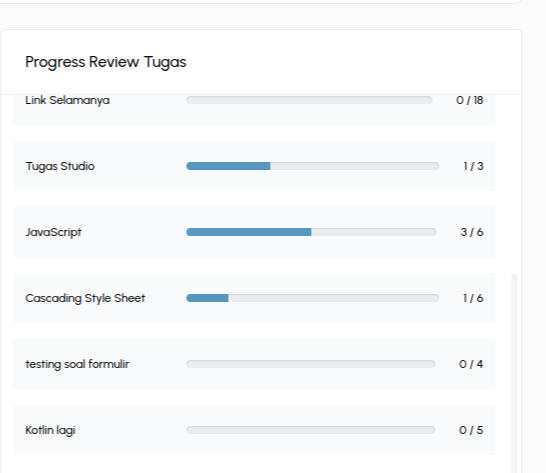 Progress Review Tugas
Link Selamanya 0 / 18
Tugas Studio 1 / 3
JavaScript 3 / 6
Cascading Style Sheet 1 / 6
testing soal formulir 0 / 4
Kotlin lagi 0 / 5